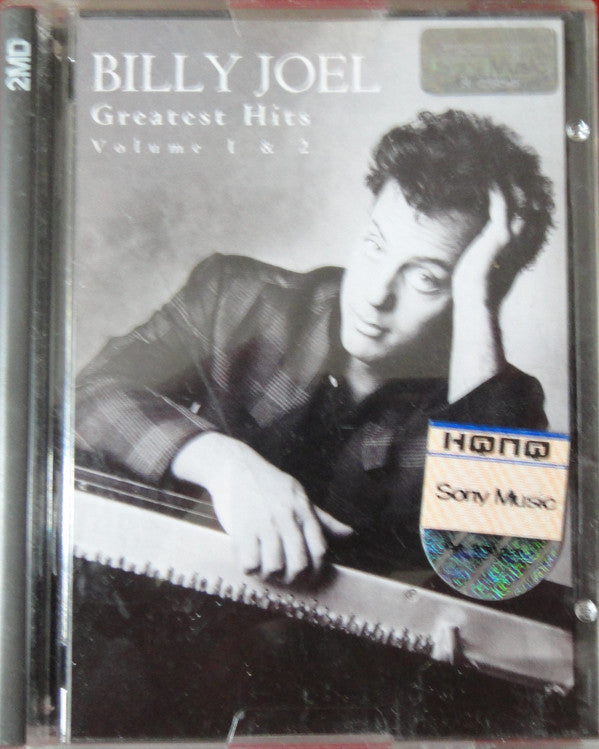 2MD
BILLY JOEL
Greatest Hits
Volume 1 & 2
Sony Music